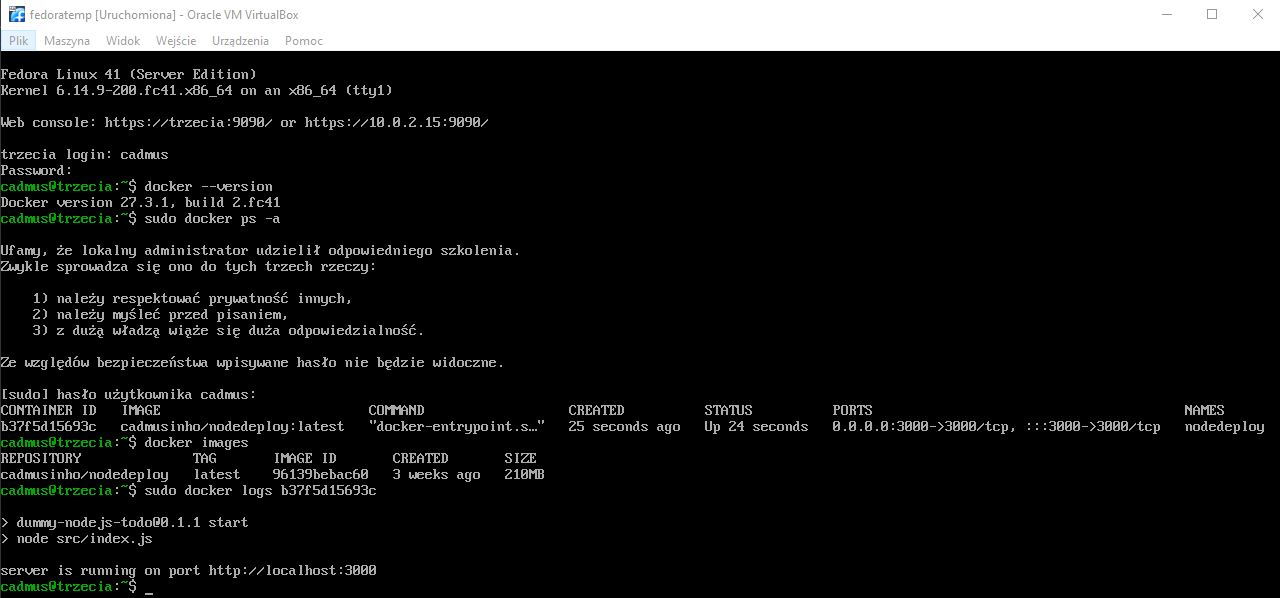 fedoratemp [Uruchomiona] - Oracle VM VirtualBox
Plik Maszyna Widok Wejście Urządzenia Pomoc
Fedora Linux 41 (Server Edition)
Kernel 6.14.9-200.fc41.x86_64 on an x86_64 (tty1)
Web console: https://trzecia:9090/ or https://10.0.2.15:9090/
trzecia login: cadmus
Password:
cadmus@trzecia:~$ docker --version
Docker version 27.3.1, build 2.fc41
cadmus@trzecia:~$ sudo docker ps -a
Ufamy, że lokalny administrator udzielił odpowiedniego szkolenia.
Zwykle sprowadza się ono do tych trzech rzeczy:
1) należy respektować prywatność innych,
2) należy myśleć przed pisaniem,
3) z dużą władzą wiąże się duża odpowiedzialność.
Ze względów bezpieczeństwa wpisywane hasło nie będzie widoczne.
[sudo] hasło użytkownika cadmus:
CONTAINER ID IMAGE COMMAND CREATED STATUS PORTS NAMES
b37f5d15693c cadmusinho/nodedeploy:latest "docker-entrypoint.s…" 25 seconds ago Up 24 seconds 0.0.0.0:3000->3000/tcp, :::3000->3000/tcp nodedeploy
cadmus@trzecia:~$ docker images
REPOSITORY TAG IMAGE ID CREATED SIZE
cadmusinho/nodedeploy latest 96139bebac60 3 weeks ago 210MB
cadmus@trzecia:~$ sudo docker logs b37f5d15693c
> dummy-nodejs-todo@0.1.1 start
> node src/index.js
server is running on port http://localhost:3000
cadmus@trzecia:~$ _